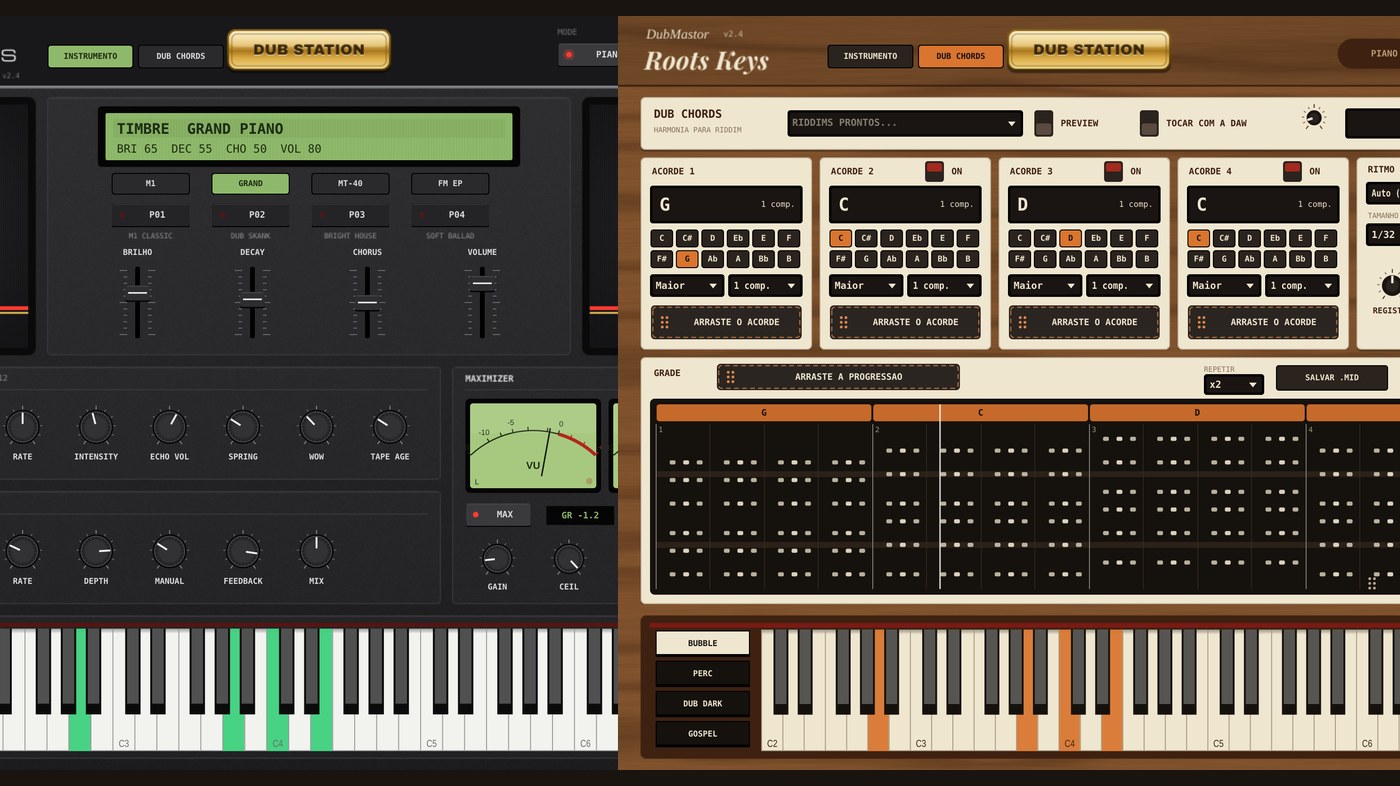 S
v2.4
INSTRUMENTO
DUB CHORDS
DUB STATION
MODE
PIAN
TIMBRE GRAND PIANO
BRI 65 DEC 55 CHO 50 VOL 80
M1
GRAND
MT-40
FM EP
P01
P02
P03
P04
M1 CLASSIC
DUB SKANK
BRIGHT HOUSE
SOFT BALLAD
BRILHO
DECAY
CHORUS
VOLUME
12
RATE
INTENSITY
ECHO VOL
SPRING
WOW
TAPE AGE
RATE
DEPTH
MANUAL
FEEDBACK
MIX
MAXIMIZER
-10
-5
0
VU
L
MAX
GR -1.2
GAIN
CEIL
C3
C4
C5
C6
DubMastor v2.4
Roots Keys
INSTRUMENTO
DUB CHORDS
DUB STATION
PIANO
DUB CHORDS
HARMONIA PARA RIDDIM
RIDDIMS PRONTOS...
PREVIEW
TOCAR COM A DAW
ACORDE 1
G 1 comp.
C C# D Eb E F
F# G Ab A Bb B
Maior 1 comp.
ARRASTE O ACORDE
ACORDE 2 ON
C 1 comp.
C C# D Eb E F
F# G Ab A Bb B
Maior 1 comp.
ARRASTE O ACORDE
ACORDE 3 ON
D 1 comp.
C C# D Eb E F
F# G Ab A Bb B
Maior 1 comp.
ARRASTE O ACORDE
ACORDE 4 ON
C 1 comp.
C C# D Eb E F
F# G Ab A Bb B
Maior 1 comp.
ARRASTE O ACORDE
RITMO
Auto (
TAMANHO
1/32
REGIST
GRADE
ARRASTE A PROGRESSAO
REPETIR
x2
SALVAR .MID
G
C
D
1
2
3
4
BUBBLE
PERC
DUB DARK
GOSPEL
C2
C3
C4
C5
C6